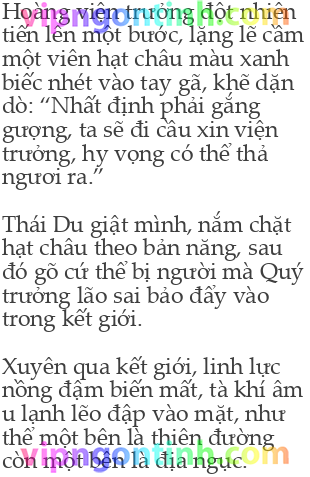 Hoàng viện trưởng đột nhiên
tiến lên một bước, lặng lẽ cầm
một viên hạt châu màu xanh
biếc nhét vào tay gã, khẽ dặn
dò: “Nhất định phải gắng
gượng, ta sẽ đi cầu xin viện
trưởng, hy vọng có thể thả
ngươi ra.”
Thái Du giật mình, nắm chặt
hạt châu theo bản năng, sau
đó gõ cứ thể bị người mà Quý
trưởng lão sai bảo đẩy vào
trong kết giới.
Xuyên qua kết giới, linh lực
nồng đậm biến mất, tà khí âm
u lạnh lẽo đập vào mặt, như
thể một bên là thiên đường
còn một bên là địa ngục.
vipngontinh.com
vipngontinh.com